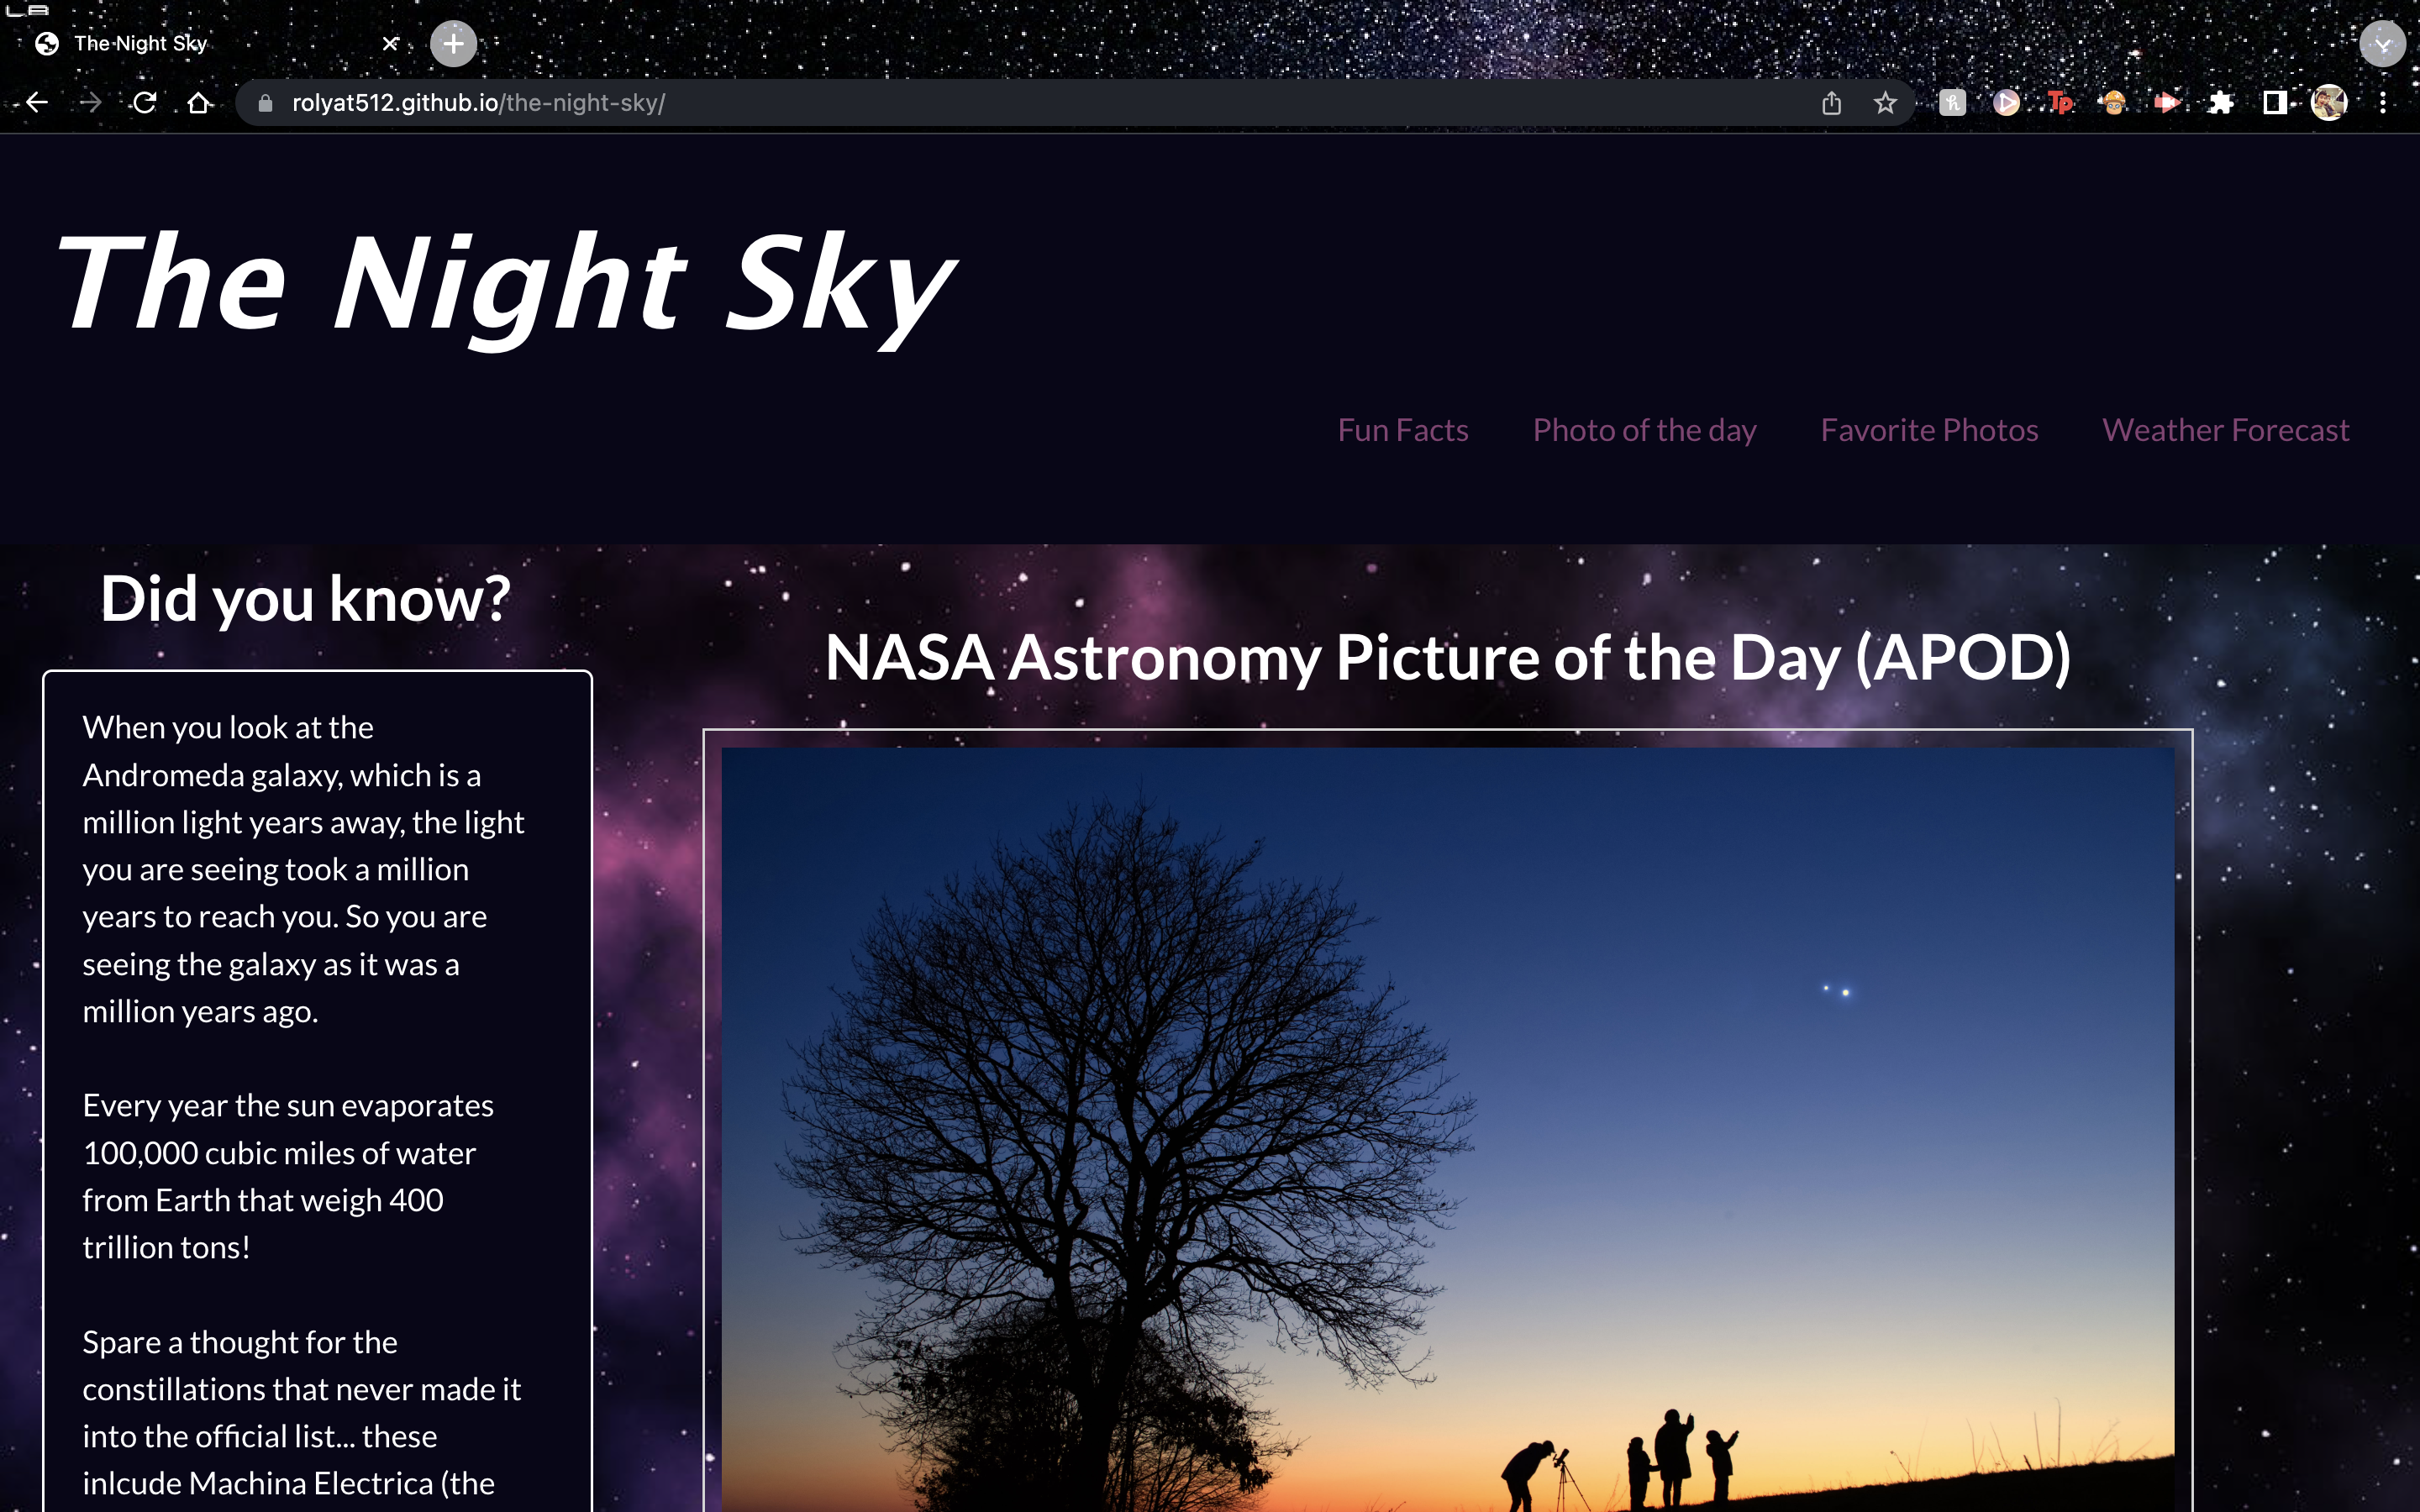 The Night Sky
rolyat512.github.io/the-night-sky/
Tp
The Night Sky
Fun Facts Photo of the day Favorite Photos Weather Forecast
Did you know?
NASA Astronomy Picture of the Day (APOD)
When you look at the
Andromeda galaxy, which is a
million light years away, the light
you are seeing took a million
years to reach you. So you are
seeing the galaxy as it was a
million years ago.
Every year the sun evaporates
100,000 cubic miles of water
from Earth that weigh 400
trillion tons!
Spare a thought for the
constillations that never made it
into the official list... these
inlcude Machina Electrica (the